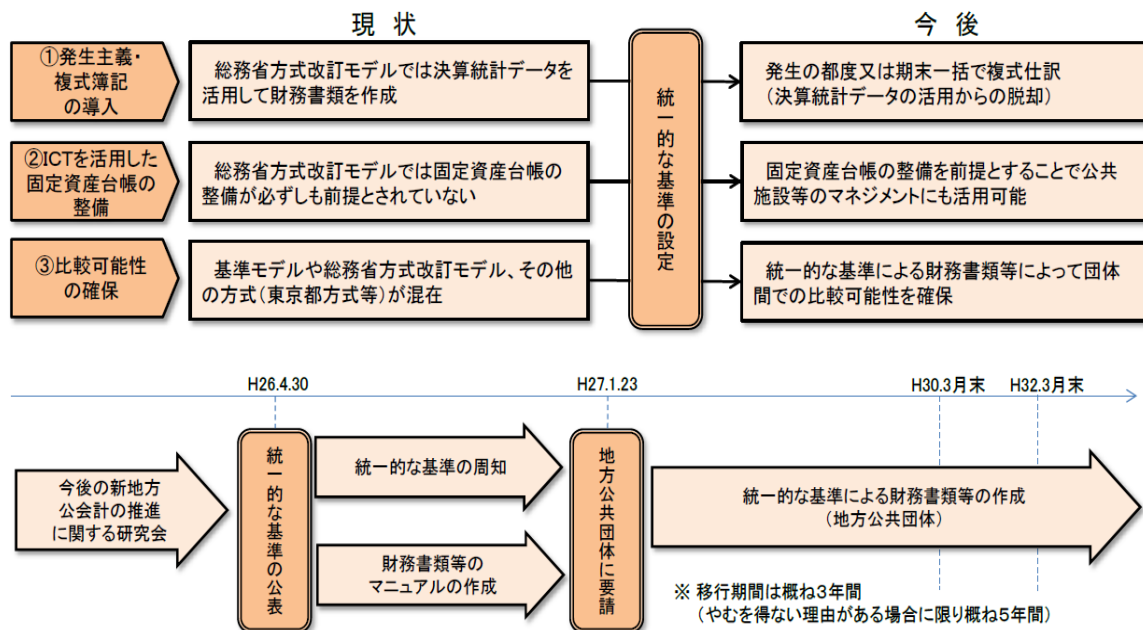 現 状
今 後
①発生主義・
複式簿記
の導入
総務省方式改訂モデルでは決算統計データを
活用して財務書類を作成
発生の都度又は期末一括で複式仕訳
（決算統計データの活用からの脱却）
②ICTを活用した
固定資産台帳の
整備
総務省方式改訂モデルでは固定資産台帳の
整備が必ずしも前提とされていない
統一的な基準の設定
固定資産台帳の整備を前提とすることで公共
施設等のマネジメントにも活用可能
③比較可能性
の確保
基準モデルや総務省方式改訂モデル、その他
の方式（東京都方式等）が混在
統一的な基準による財務書類等によって団体
間での比較可能性を確保
H26.4.30
H27.1.23
H30.3月末
H32.3月末
今後の新地方
公会計の推進
に関する研究会
統一的な基準の公表
統一的な基準の周知
財務書類等の
マニュアルの作成
地方公共団体に要請
統一的な基準による財務書類等の作成
（地方公共団体）
※ 移行期間は概ね3年間
（やむを得ない理由がある場合に限り概ね5年間）